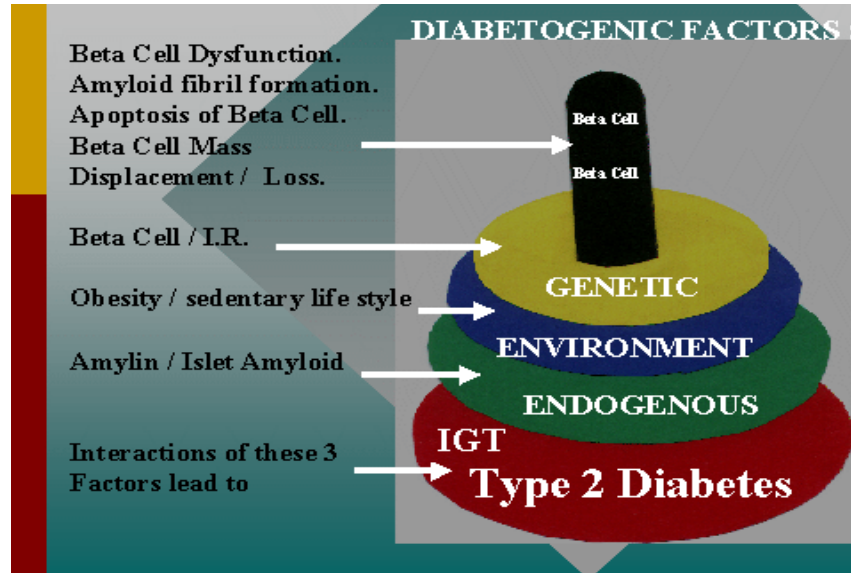 DIABETOGENIC FACTORS
Beta Cell Dysfunction.
Amyloid fibril formation.
Apoptosis of Beta Cell.
Beta Cell Mass
Displacement / Loss.
Beta Cell
Beta Cell
Beta Cell / I.R.
GENETIC
Obesity / sedentary life style
ENVIRONMENT
Amylin / Islet Amyloid
ENDOGENOUS
Interactions of these 3
Factors lead to
IGT
Type 2 Diabetes